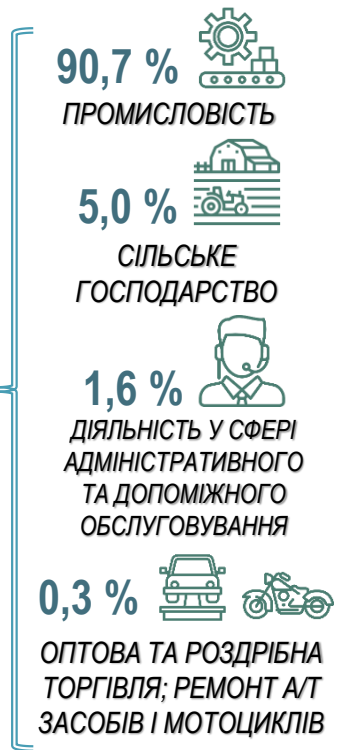 90,7 %
ПРОМИСЛОВІСТЬ
5,0 %
СІЛЬСЬКЕ
ГОСПОДАРСТВО
1,6 %
ДІЯЛЬНІСТЬ У СФЕРІ
АДМІНІСТРАТИВНОГО
ТА ДОПОМІЖНОГО
ОБСЛУГОВУВАННЯ
0,3 %
ОПТОВА ТА РОЗДРІБНА
ТОРГІВЛЯ; РЕМОНТ А/Т
ЗАСОБІВ І МОТОЦИКЛІВ